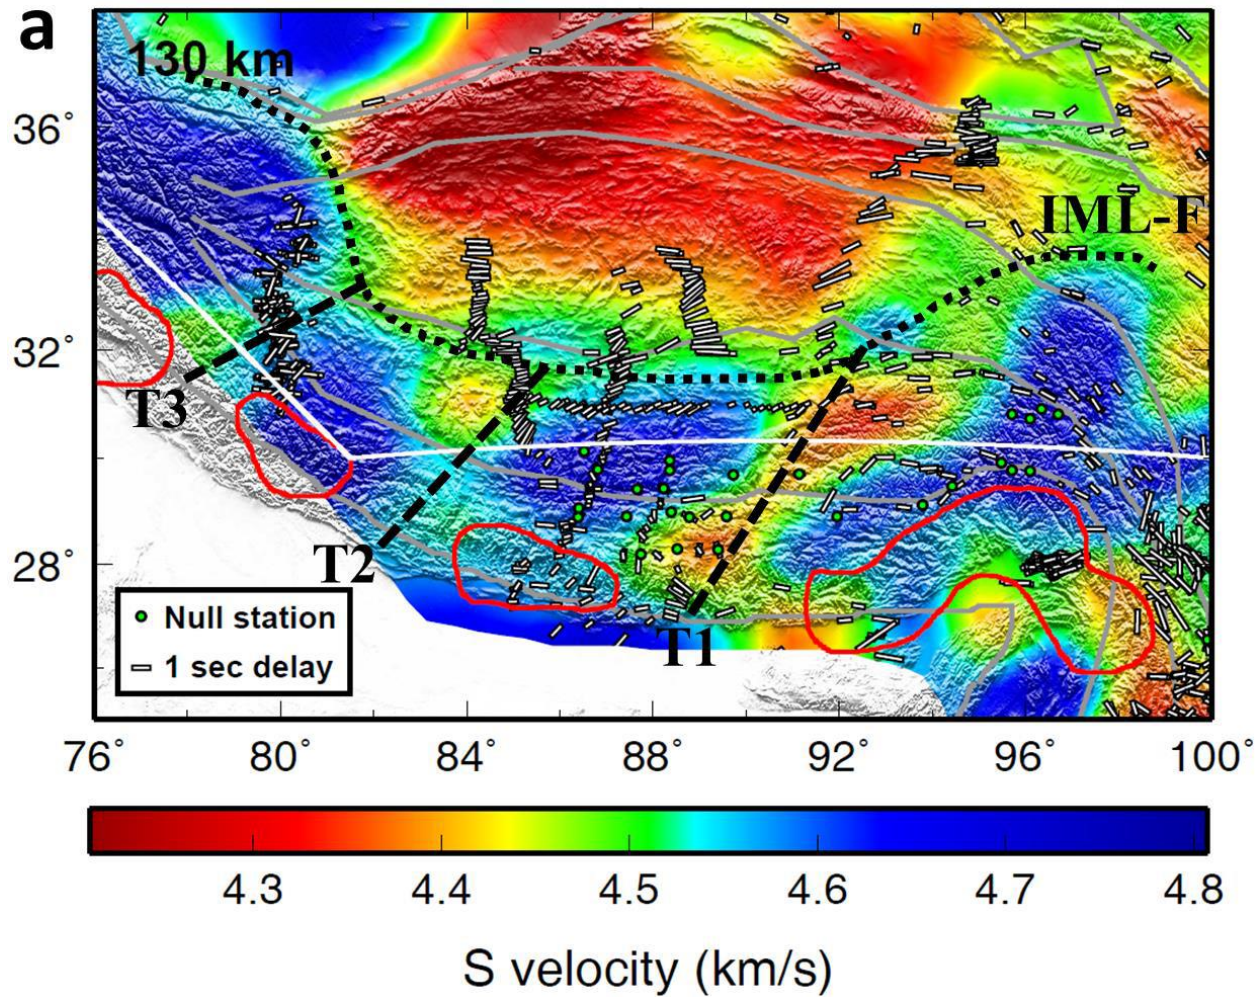 a
130 km
36°
IML-F
32°
T3
T2
28°
T1
Null station
1 sec delay
76° 80° 84° 88° 92° 96° 100°
4.3 4.4 4.5 4.6 4.7 4.8
S velocity (km/s)